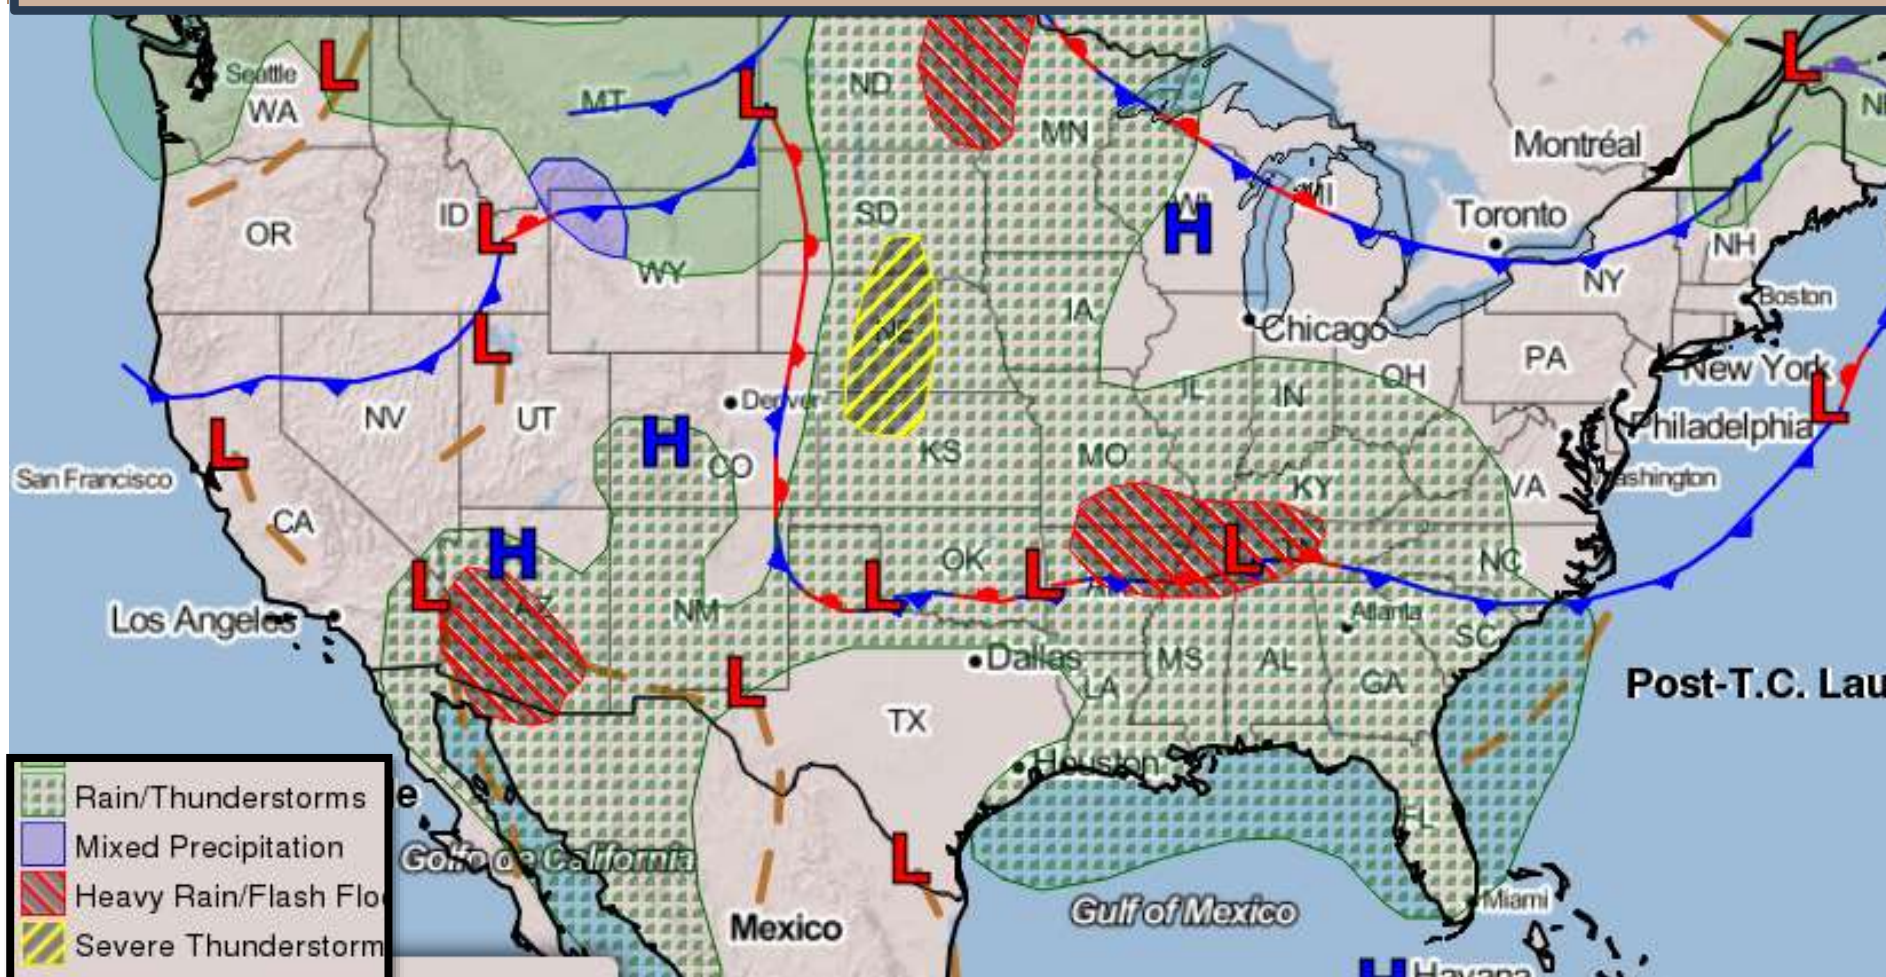 Seattle
L
WA
MT
L
ND
MN
L
Montréal
OR
ID
L
SD
WI
H
MI
Toronto
NH
WY
NY
Boston
NE
IA
L
Chicago
PA
New York
L
Denver
IL
IN
OH
NV
UT
Philadelphia
L
H
CO
KS
MO
KY
VA
Washington
San Francisco
CA
H
OK
L
L
L
NC
L
AZ
NM
Los Angeles
Atlanta
SC
Dallas
MS
AL
GA
LA
L
TX
Post-T.C. Lau
Houston
e
Rain/Thunderstorms
Mixed Precipitation
Heavy Rain/Flash Floo
Severe Thunderstorm
Golfo de California
FL
L
Mexico
Gulf of Mexico
Miami
H
Havana